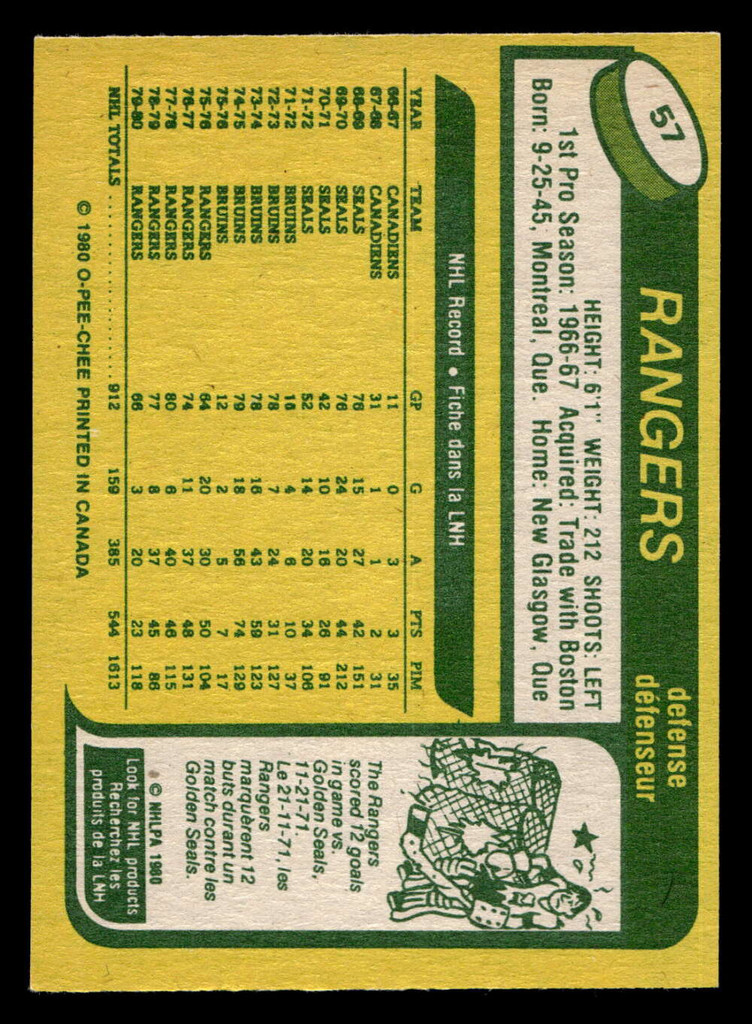 57
RANGERS
defense
défenseur
HEIGHT: 6'1" WEIGHT: 212 SHOOTS: LEFT
1st Pro Season: 1966-67 Acquired: Trade with Boston
Born: 9-25-45, Montreal, Que. Home: New Glasgow, Que
NHL Record • Fiche dans la LNH
YEAR TEAM GP G A PTS PIM
66-67 CANADIENS 11 0 3 3 35
67-68 CANADIENS 31 1 1 2 31
68-69 SEALS 76 15 27 42 151
69-70 SEALS 76 24 20 44 212
70-71 SEALS 42 10 16 26 91
71-72 SEALS 52 14 20 34 106
71-72 BRUINS 16 4 6 10 37
72-73 BRUINS 78 7 24 31 127
73-74 BRUINS 78 16 43 59 123
74-75 BRUINS 79 18 56 74 129
75-76 BRUINS 12 2 5 7 17
75-76 RANGERS 64 20 30 50 104
76-77 RANGERS 74 11 37 48 131
77-78 RANGERS 80 6 40 46 115
78-79 RANGERS 77 8 37 45 86
79-80 RANGERS 66 3 20 23 118
NHL TOTALS .......................... 912 159 385 544 1613
© 1980 O-PEE-CHEE PRINTED IN CANADA
The Rangers
scored 12 goals
in game vs.
Golden Seals,
11-21-71.
Le 21-11-71, les
Rangers
marquèrent 12
buts durant un
match contre les
Golden Seals.
© NHLPA 1980
Look for NHL products
Recherchez les
produits de la LNH